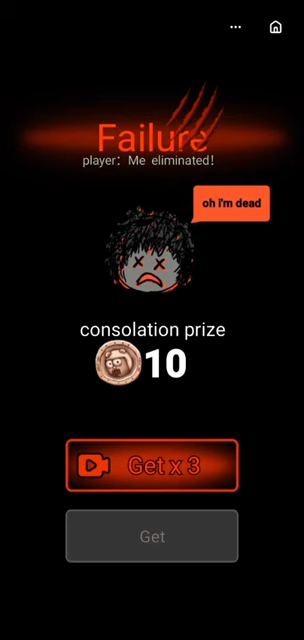 Failure
player: Me eliminated!
oh i'm dead
consolation prize
10
Get x 3
Get